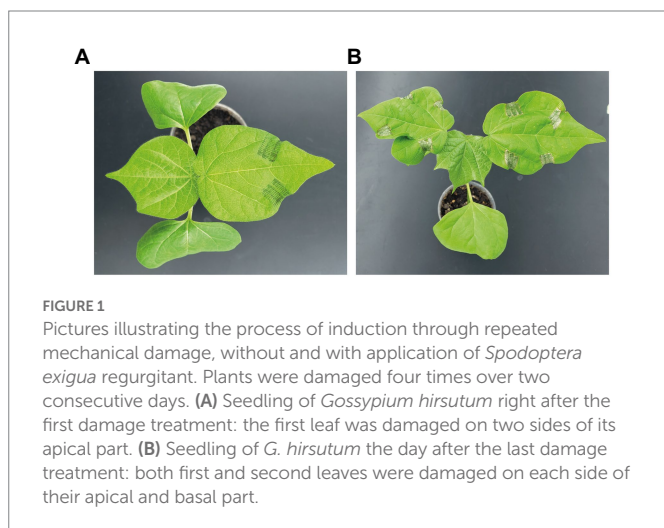 A
B
FIGURE 1
Pictures illustrating the process of induction through repeated
mechanical damage, without and with application of Spodoptera
exigua regurgitant. Plants were damaged four times over two
consecutive days. (A) Seedling of Gossypium hirsutum right after the
first damage treatment: the first leaf was damaged on two sides of its
apical part. (B) Seedling of G. hirsutum the day after the last damage
treatment: both first and second leaves were damaged on each side of
their apical and basal part.